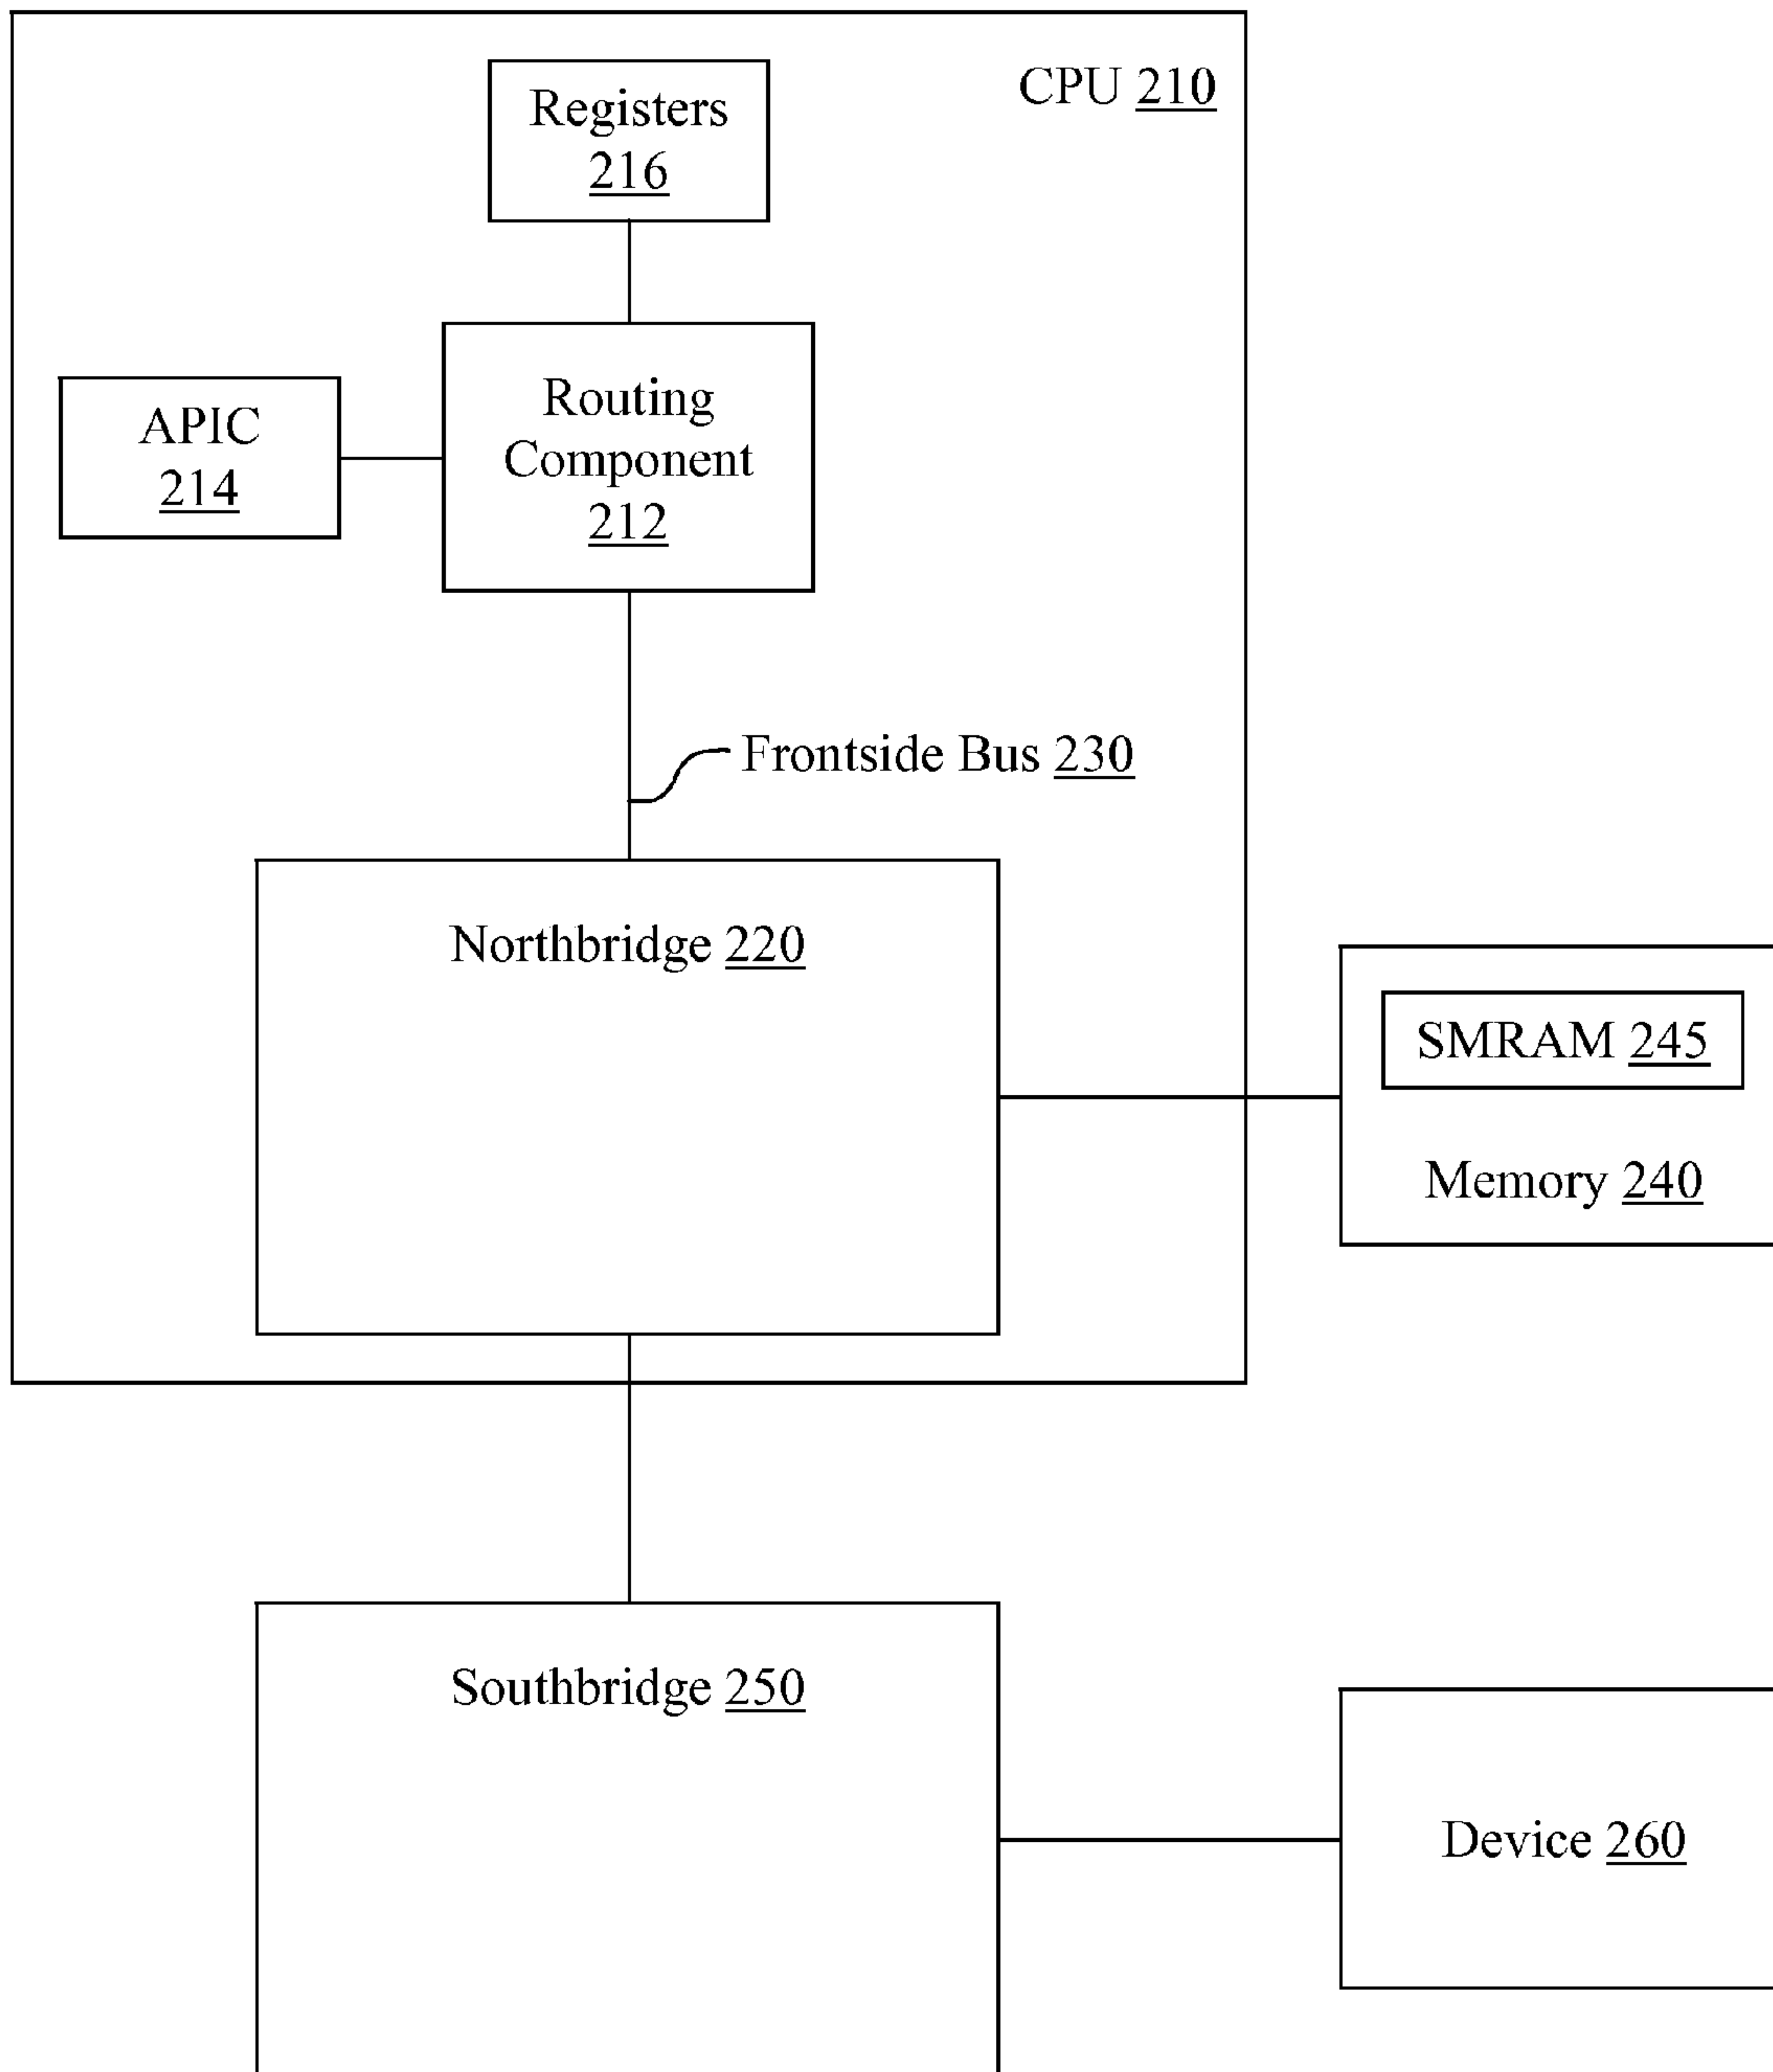 CPU 210
Registers
216
Routing
Component
212
APIC
214
Frontside Bus 230
Northbridge 220
SMRAM 245
Memory 240
Southbridge 250
Device 260